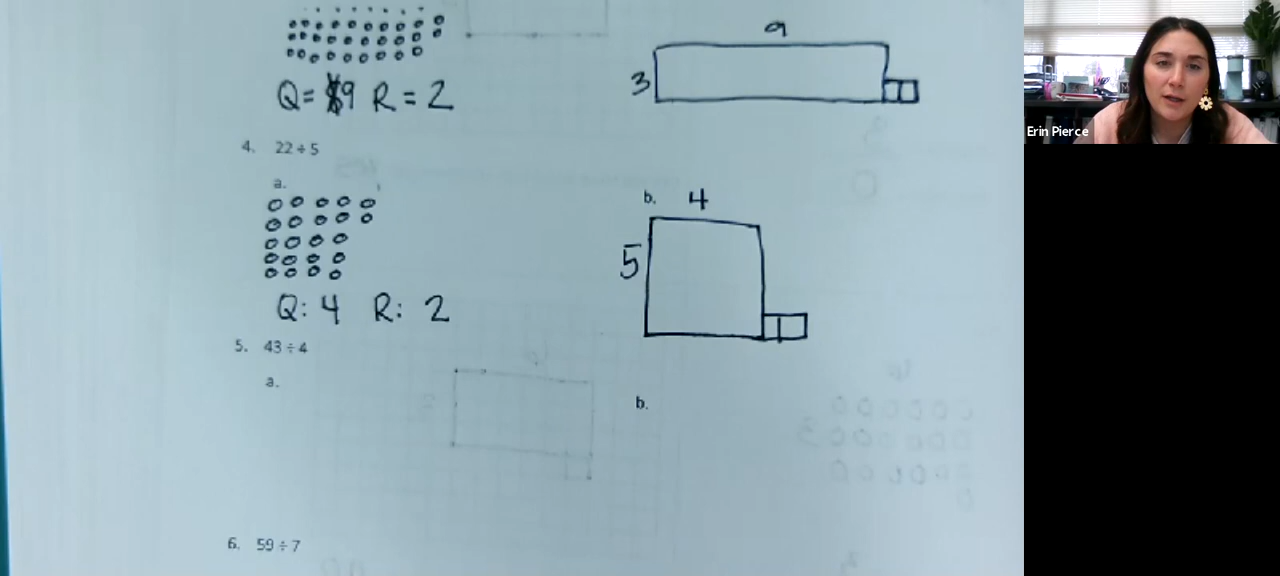 9
3
Q= 9 R = 2
4. 22÷5
a.
b. 4
5
Q: 4 R: 2
5. 43÷4
a.
b.
6. 59÷7
Erin Pierce